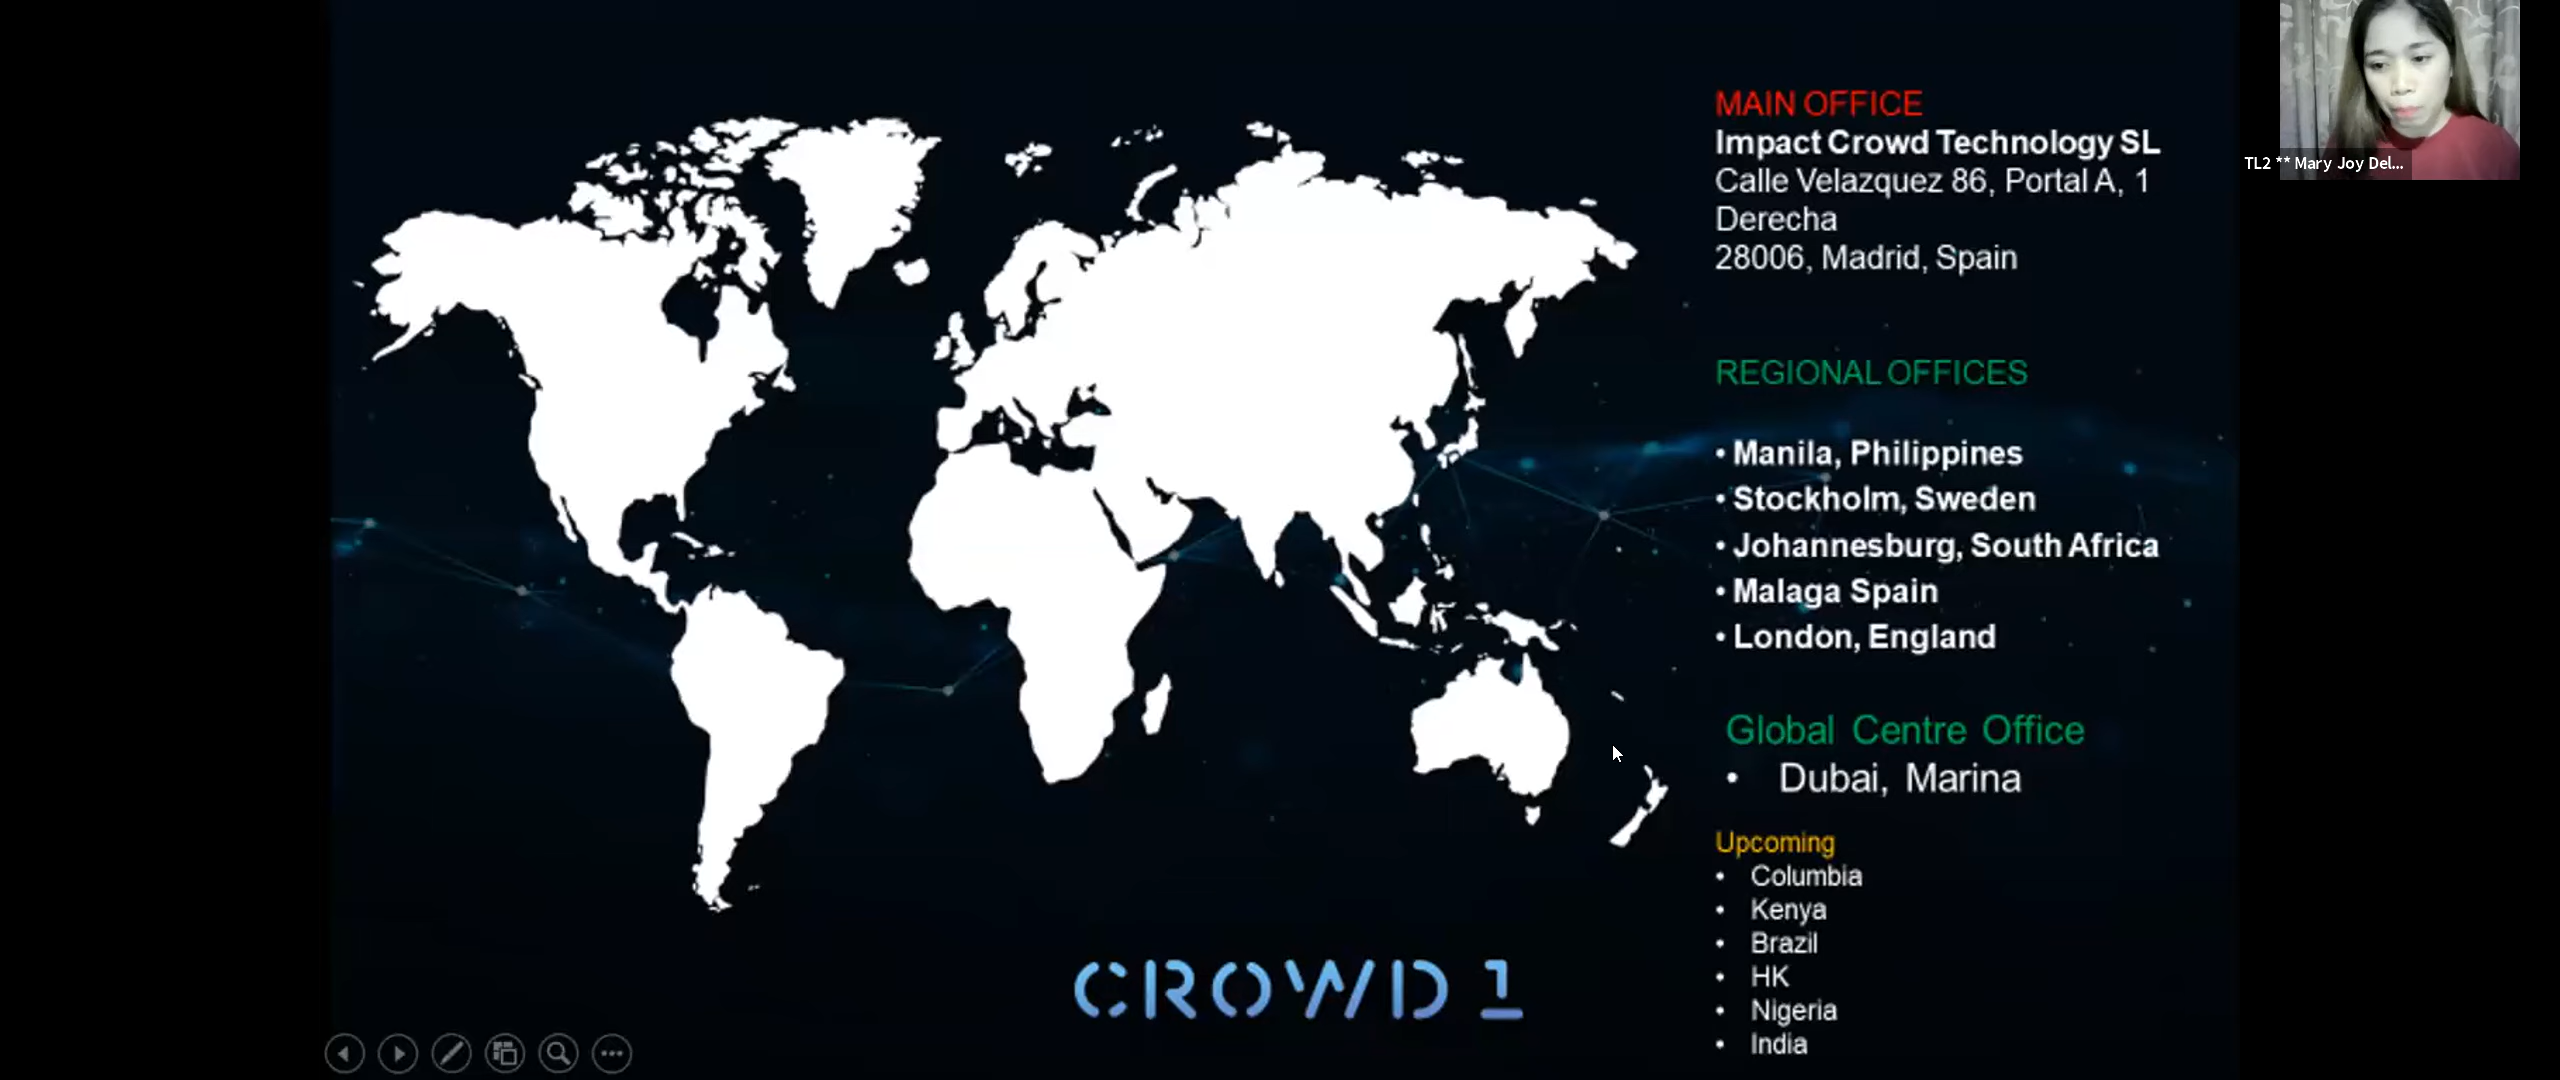 MAIN OFFICE
Impact Crowd Technology SL
Calle Velazquez 86, Portal A, 1
Derecha
28006, Madrid, Spain
REGIONAL OFFICES
• Manila, Philippines
• Stockholm, Sweden
• Johannesburg, South Africa
• Malaga Spain
• London, England
Global Centre Office
• Dubai, Marina
Upcoming
• Columbia
• Kenya
• Brazil
• HK
• Nigeria
• India
CROWD 1
TL2 ** Mary Joy Del...